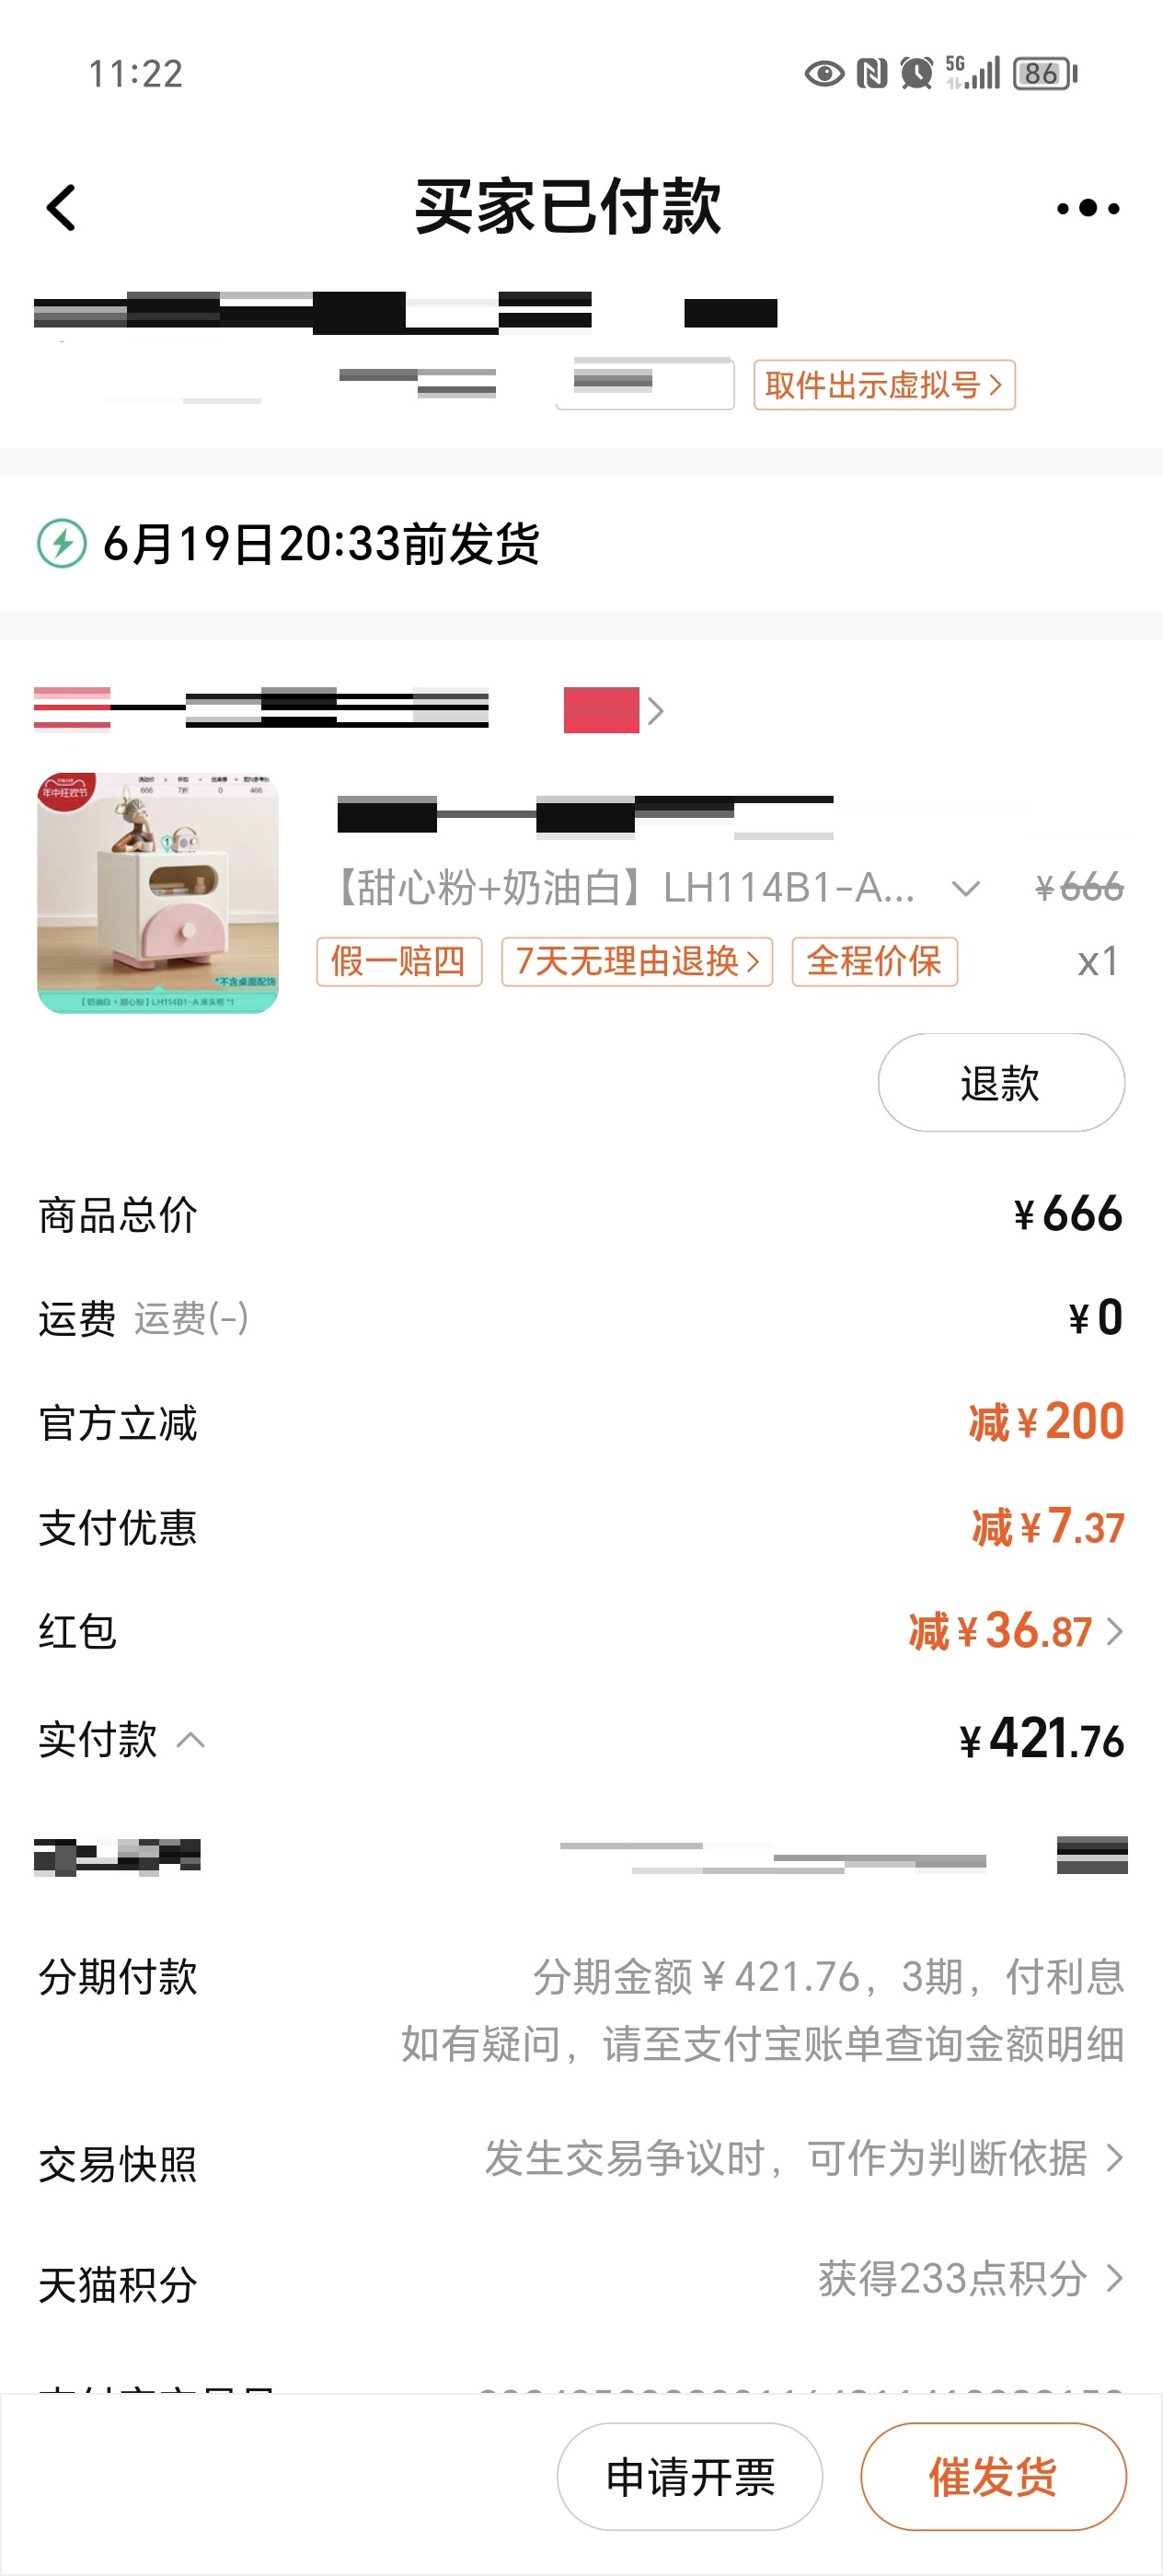 11:22
5G
86
买家已付款
取件出示虚拟号
6月19日20:33前发货
年中狂欢节
666 7折 0 466
【甜心粉+奶油白】LH114B1-A...
¥666
*不含桌面配饰
【奶油白+甜心粉】LH114B1-A 床头柜 *1
假一赔四 7天无理由退换 全程价保 x1
退款
商品总价 ¥666
运费 运费(-) ¥0
官方立减 减¥200
支付优惠 减¥7.37
红包 减¥36.87
实付款 ¥421.76
分期付款 分期金额¥421.76，3期，付利息
如有疑问，请至支付宝账单查询金额明细
交易快照 发生交易争议时，可作为判断依据
天猫积分 获得233点积分
申请开票 催发货